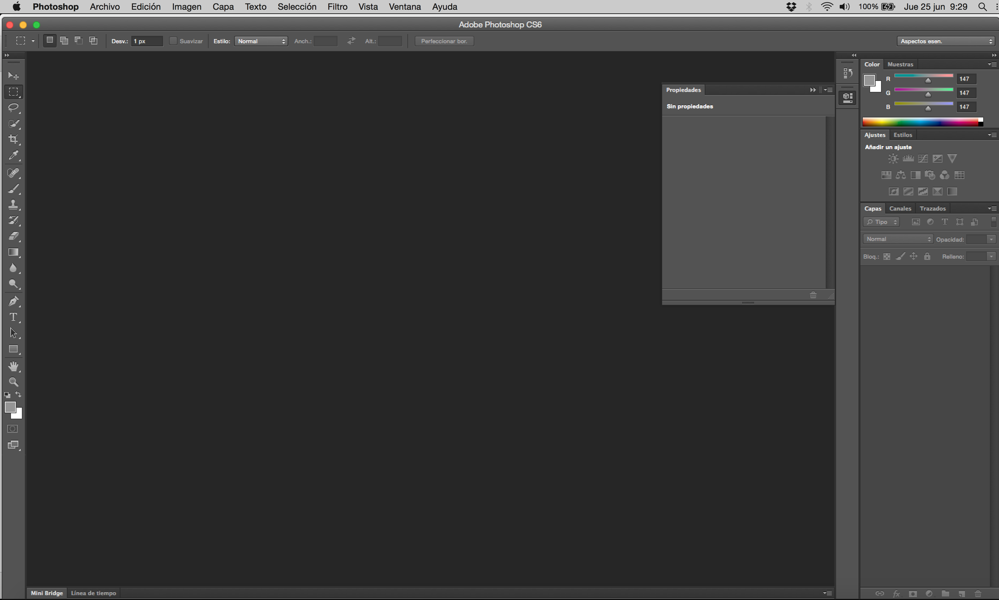 Photoshop Archivo Edición Imagen Capa Texto Selección Filtro Vista Ventana Ayuda 100% Jue 25 jun 9:29
Adobe Photoshop CS6
Desv.: 1 px Suavizar Estilo: Normal Anch.: Alt.: Perfeccionar bor. Aspectos esen.
Color Muestras
R 147
G 147
B 147
Propiedades
Sin propiedades
Ajustes Estilos
Añadir un ajuste
Capas Canales Trazados
Tipo
Normal Opacidad:
Bloq.: Relleno:
T
fx
Mini Bridge Línea de tiempo